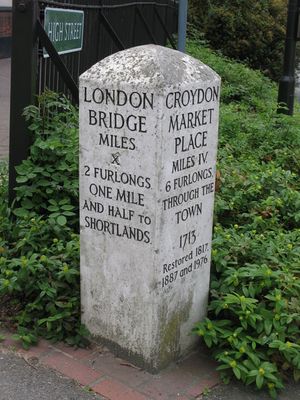 HIGH STREET
LONDON
BRIDGE
MILES
X
2 FURLONGS
ONE MILE
AND HALF TO
SHORTLANDS.
CROYDON
MARKET
PLACE
MILES IV.
6 FURLONGS.
THROUGH THE
TOWN
1713
Restored 1817.
1887 and 1976